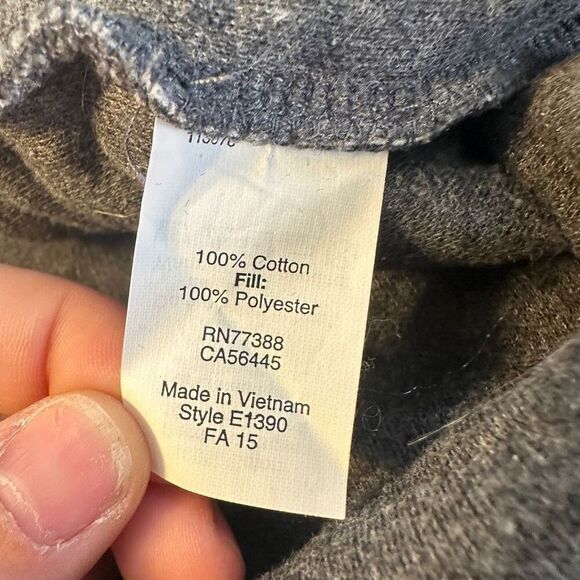 100% Cotton
Fill:
100% Polyester
RN77388
CA56445
Made in Vietnam
Style E1390
FA 15